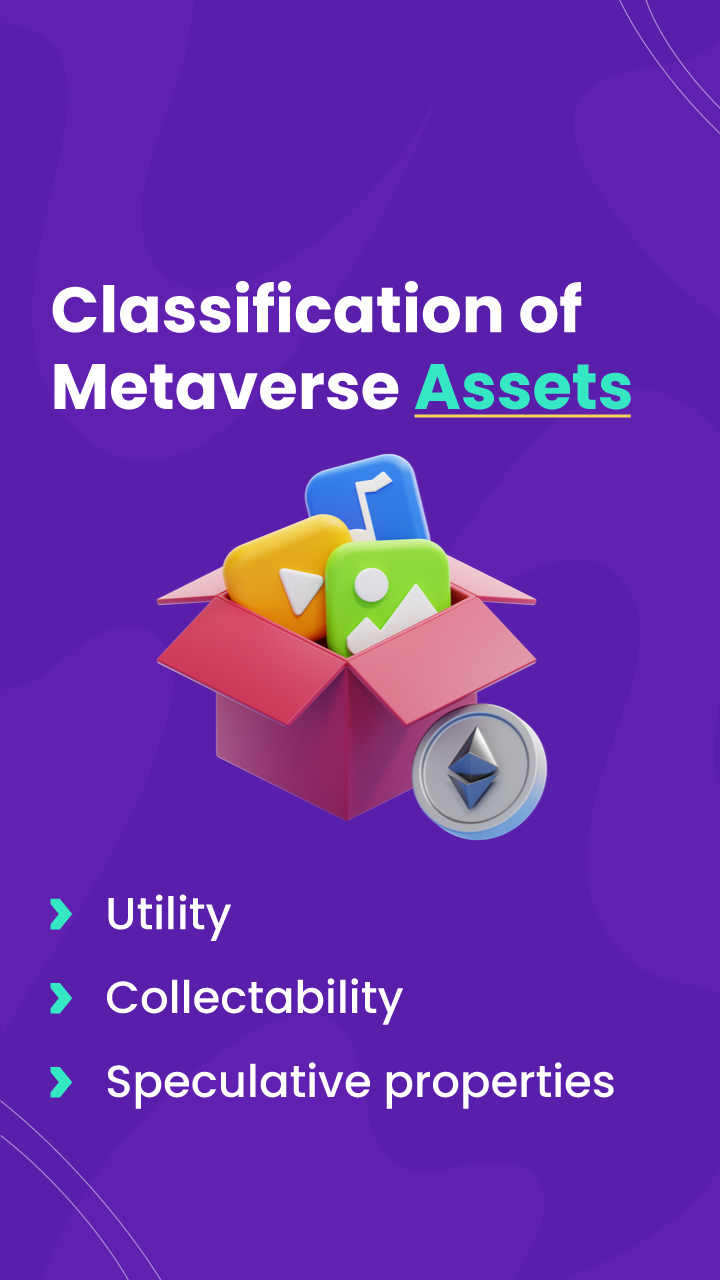 Classification of
Metaverse Assets
Utility
Collectability
Speculative properties